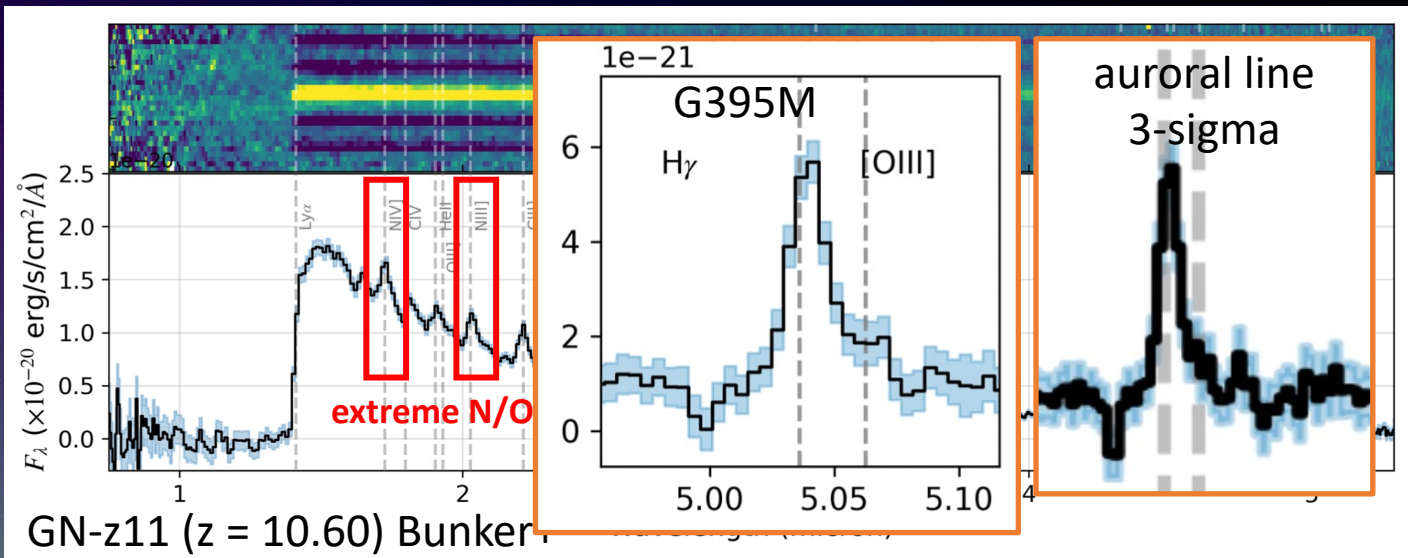 1e−20
2.5
2.0
1.5
1.0
0.5
0.0
F_λ (×10⁻²⁰ erg/s/cm²/Å)
Lyα
NIV]
CIV
HeII
OIII]
NIII]
extreme N/O
1
2
4
1e−21
G395M
Hγ
[OIII]
6
4
2
0
5.00
5.05
5.10
auroral line
3-sigma
GN-z11 (z = 10.60) Bunker